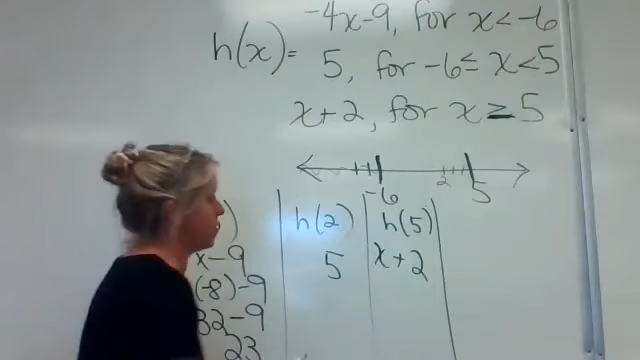 -4x-9, for x<-6
h(x)= 5, for -6≤ x<5
x+2, for x≥5
-6 2 5
) h(2) h(5)
x-9 5 x+2
(-8)-9
32-9
23